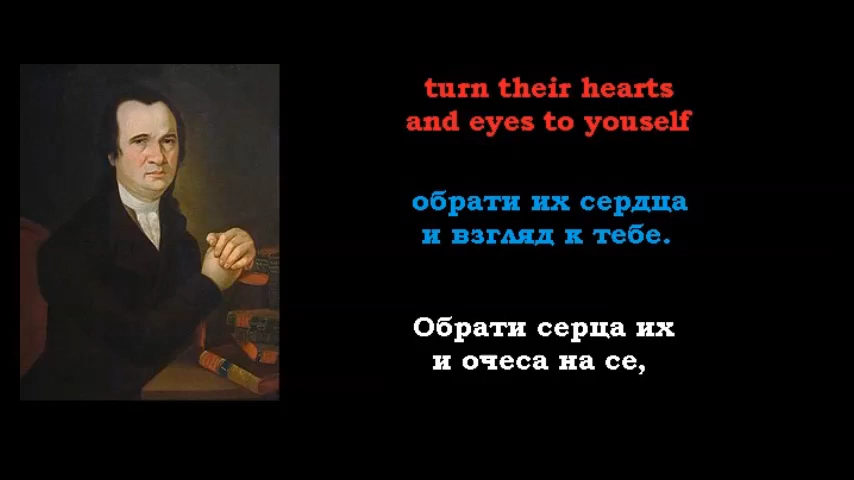 turn their hearts
and eyes to youself
обрати их сердца
и взгляд к тебе.
Обрати серца их
и очеса на се,